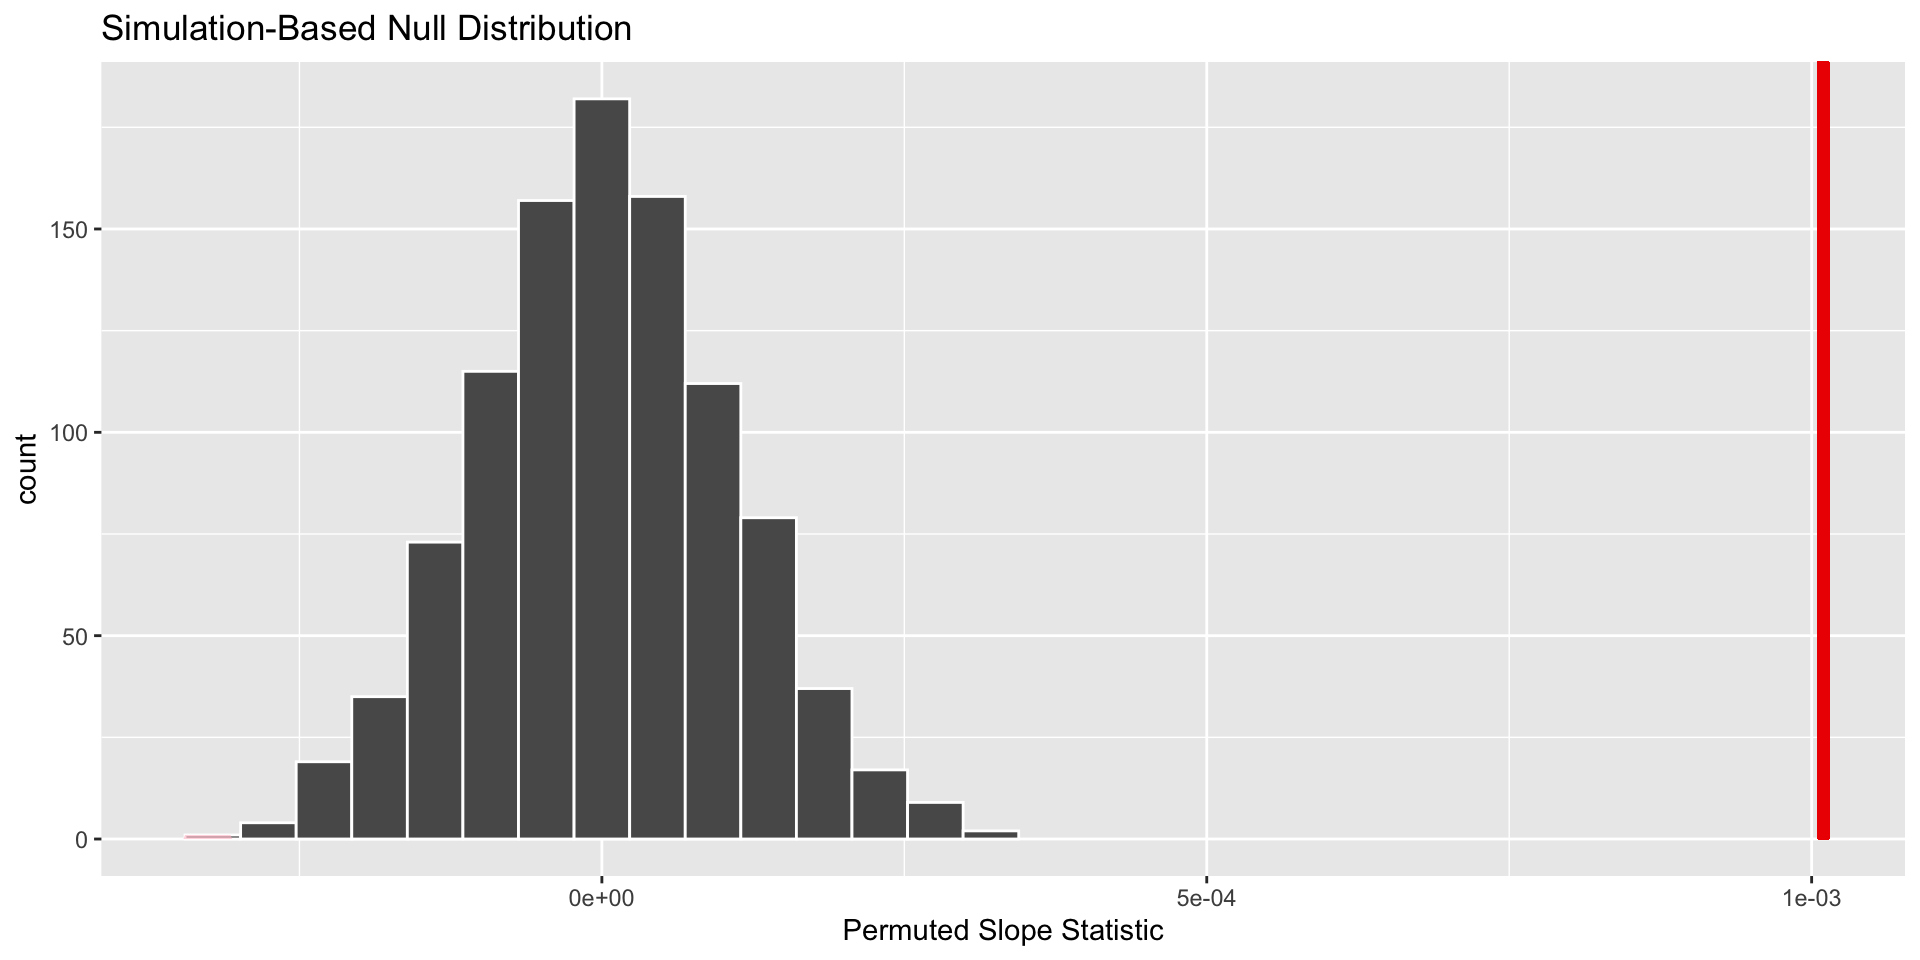 Simulation-Based Null Distribution
count
150
100
50
0
0e+00 5e-04 1e-03
Permuted Slope Statistic